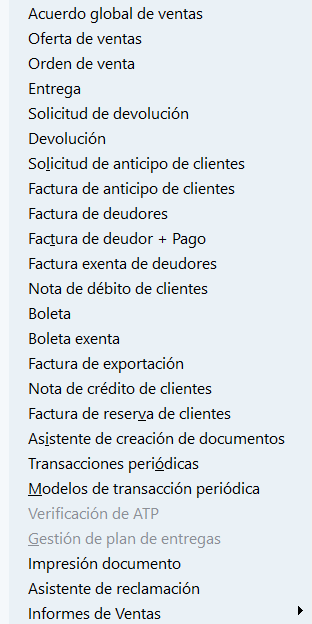 Acuerdo global de ventas
Oferta de ventas
Orden de venta
Entrega
Solicitud de devolución
Devolución
Solicitud de anticipo de clientes
Factura de anticipo de clientes
Factura de deudores
Factura de deudor + Pago
Factura exenta de deudores
Nota de débito de clientes
Boleta
Boleta exenta
Factura de exportación
Nota de crédito de clientes
Factura de reserva de clientes
Asistente de creación de documentos
Transacciones periódicas
Modelos de transacción periódica
Verificación de ATP
Gestión de plan de entregas
Impresión documento
Asistente de reclamación
Informes de Ventas